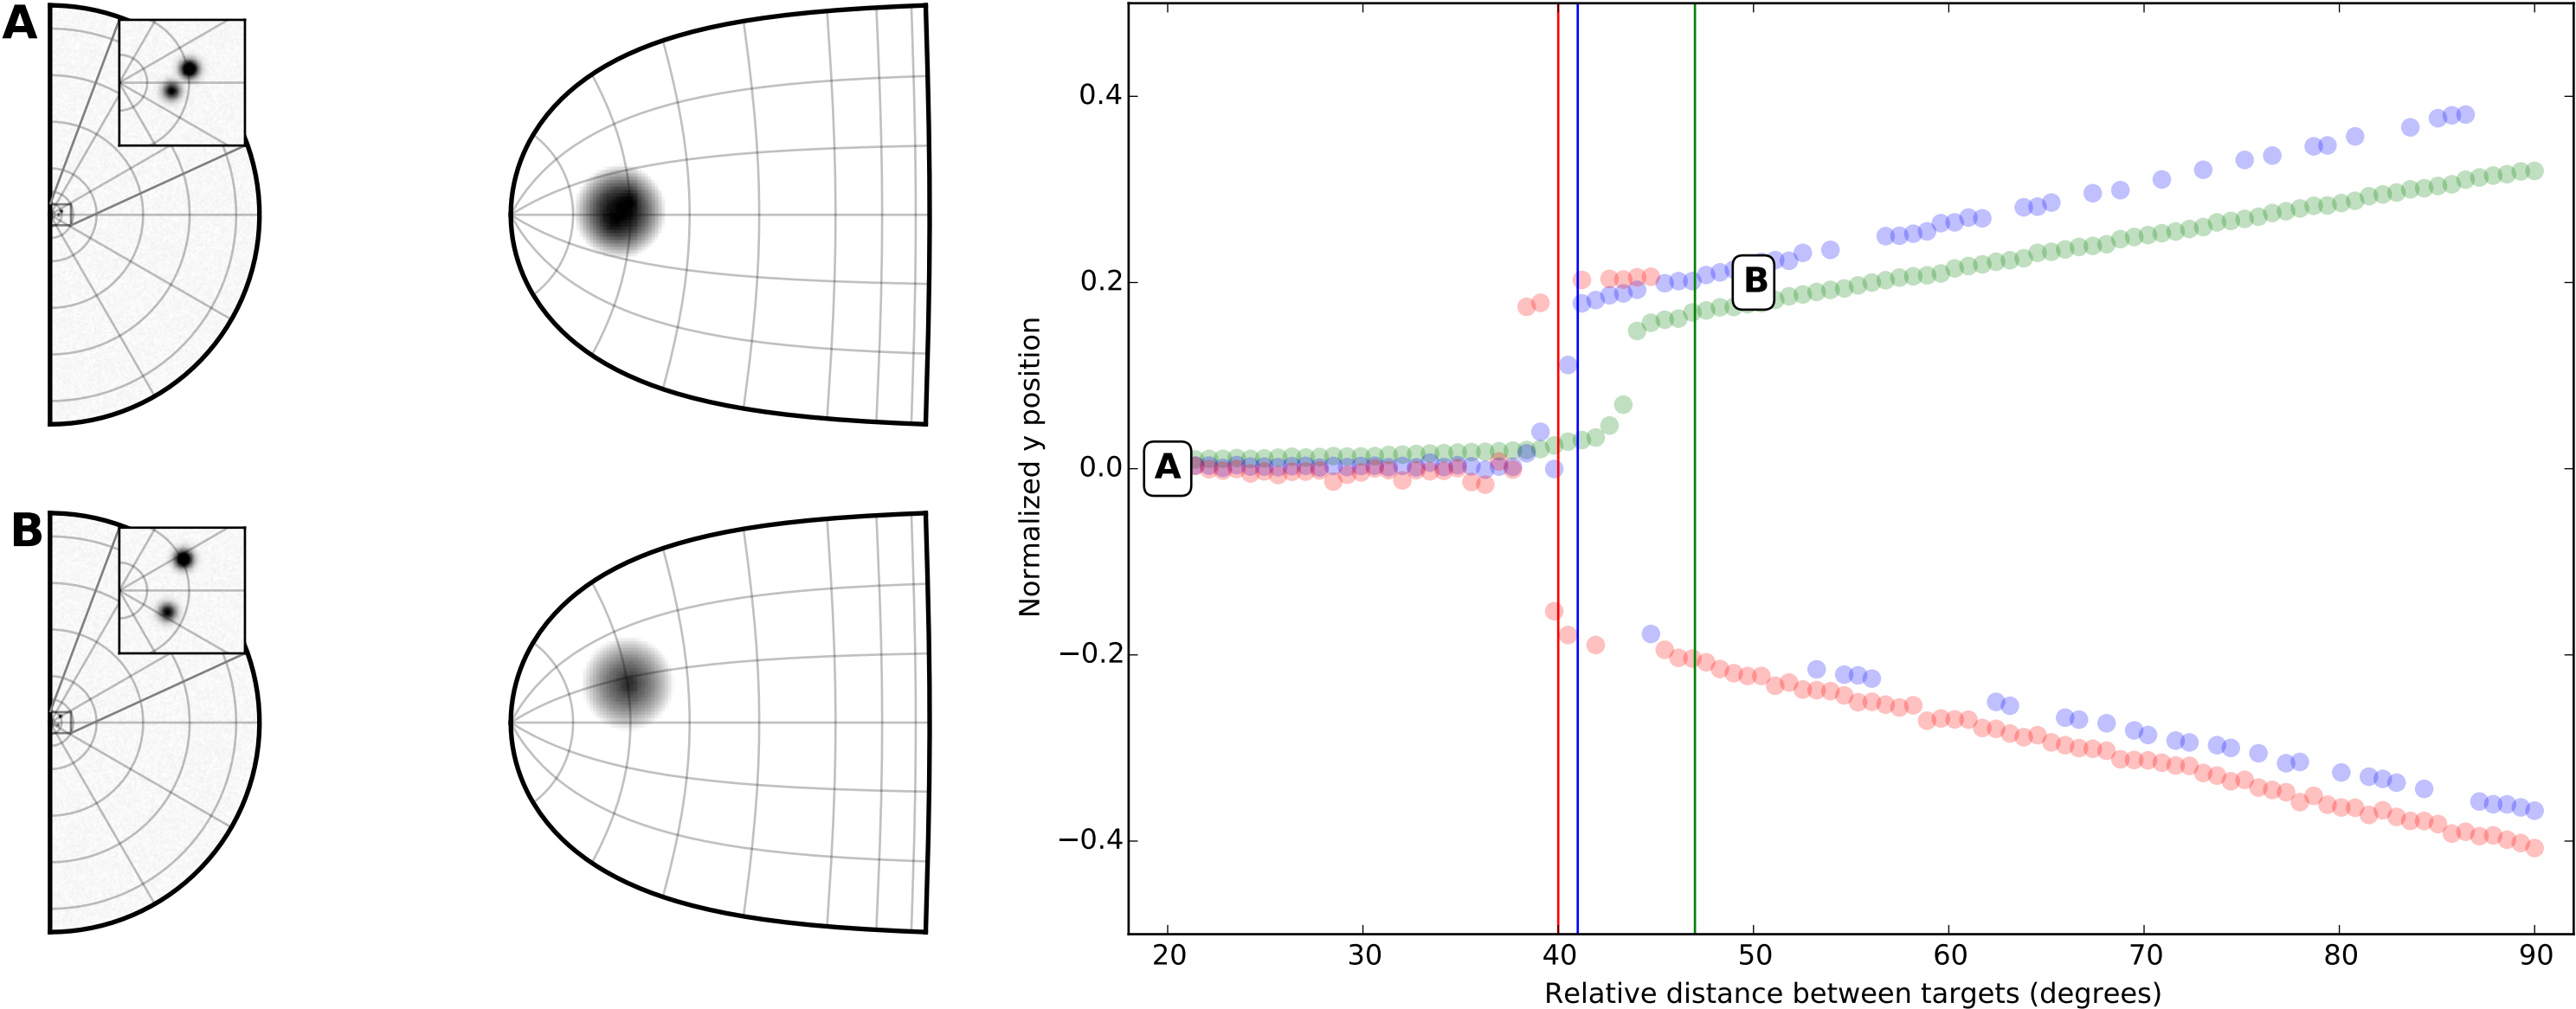 A
B
Normalized y position
0.4
0.2
0.0
−0.2
−0.4
A
B
20 30 40 50 60 70 80 90
Relative distance between targets (degrees)